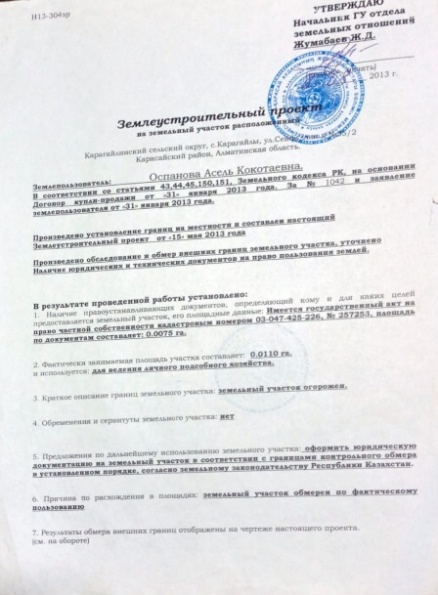 Н13-304зр
УТВЕРЖДАЮ
Начальник ГУ отдела
земельных отношений
Жумабаев Ж.Д.
2013 г.
Землеустроительный проект
на земельный участок расположенный
Карагайлинский сельский округ, с.Карагайлы, ул.
Карасайский район, Алматинская область.
Землепользователь: Оспанова Асель Кокотаевна.
В соответствии со статьями 43,44,45,150,151, Земельного кодекса РК, на основании
Договор купли-продажи от «31» января 2013 года. За № 1042 и заявление
землепользователя от «31» января 2013 года.
Произведено установление границ на местности и составлен настоящий
Землеустроительный проект от «15» мая 2013 года
Произведено обследование и обмер внешних границ земельного участка, уточнено
Наличие юридических и технических документов на право пользования землей.
В результате проведенной работы установлено:
1. Наличие правоустанавливающих документов, определяющий кому и для каких целей
предоставляется земельный участок, его площадные данные: Имеется государственный акт на
право частной собственности кадастровым номером 03-047-425-226, № 257253, площадь
по документам составляет: 0.0075 га.
2. Фактически занимаемая площадь участка составляет: 0.0110 га.
и используется: для ведения личного подсобного хозяйства.
3. Краткое описание границ земельного участка: земельный участок огорожен.
4. Обременения и сервитуты земельного участка: нет
5. Предложения по дальнейшему использованию земельного участка: оформить юридическую
документацию на земельный участок в соответствии с границами контрольного обмера
в установленном порядке, согласно земельному законодательству Республики Казахстан.
6. Причина по расхождения в площадях: земельный участок обмерен по фактическому
пользованию
7. Результаты обмера внешних границ отображены на чертеже настоящего проекта.
(см. на обороте)